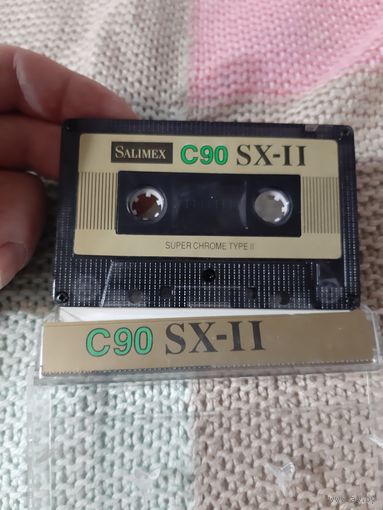 SALIMEX C90 SX-II
SUPER CHROME TYPE II
C90 SX-II